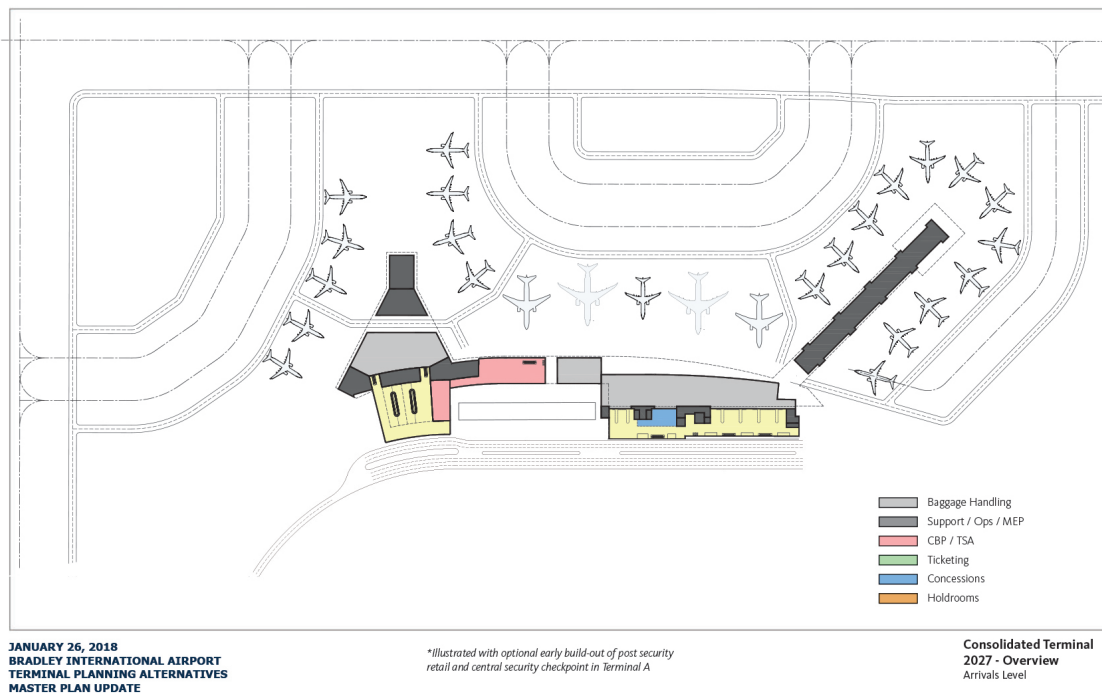 Baggage Handling
Support / Ops / MEP
CBP / TSA
Ticketing
Concessions
Holdrooms
JANUARY 26, 2018
BRADLEY INTERNATIONAL AIRPORT
TERMINAL PLANNING ALTERNATIVES
MASTER PLAN UPDATE
*Illustrated with optional early build-out of post security
retail and central security checkpoint in Terminal A
Consolidated Terminal
2027 - Overview
Arrivals Level